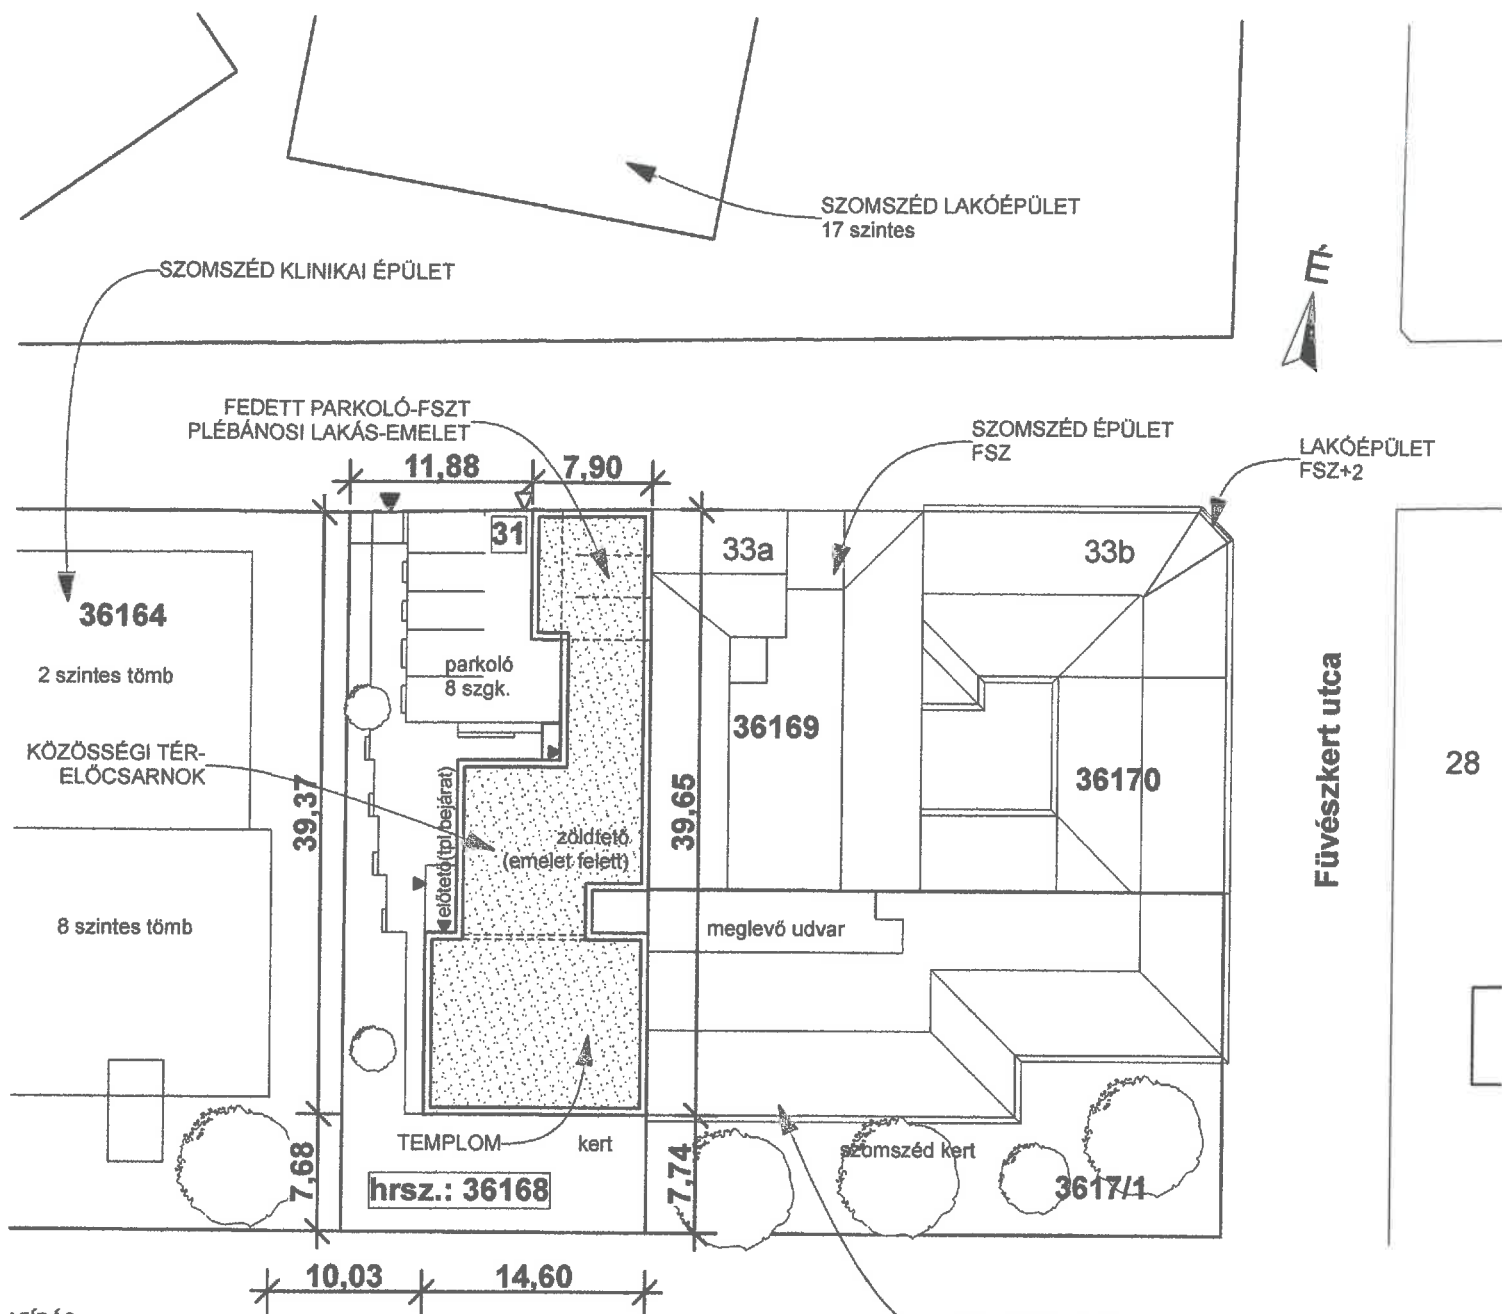 SZOMSZÉD LAKÓÉPÜLET
17 szintes
É
SZOMSZÉD KLINIKAI ÉPÜLET
FEDETT PARKOLÓ-FSZT
PLÉBÁNOSI LAKÁS-EMELET
SZOMSZÉD ÉPÜLET
FSZ
LAKÓÉPÜLET
FSZ+2
11,88
7,90
31
33a
33b
36164
2 szintes tömb
parkoló
8 szgk.
36169
36170
Füvészkert utca
28
KÖZÖSSÉGI TÉR-
ELŐCSARNOK
39,37
előtető(tpl/bejárat)
zöldtető
(emelet felett)
39,65
8 szintes tömb
meglevő udvar
TEMPLOM
kert
szomszéd kert
7,68
hrsz.: 36168
7,74
3617/1
10,03
14,60